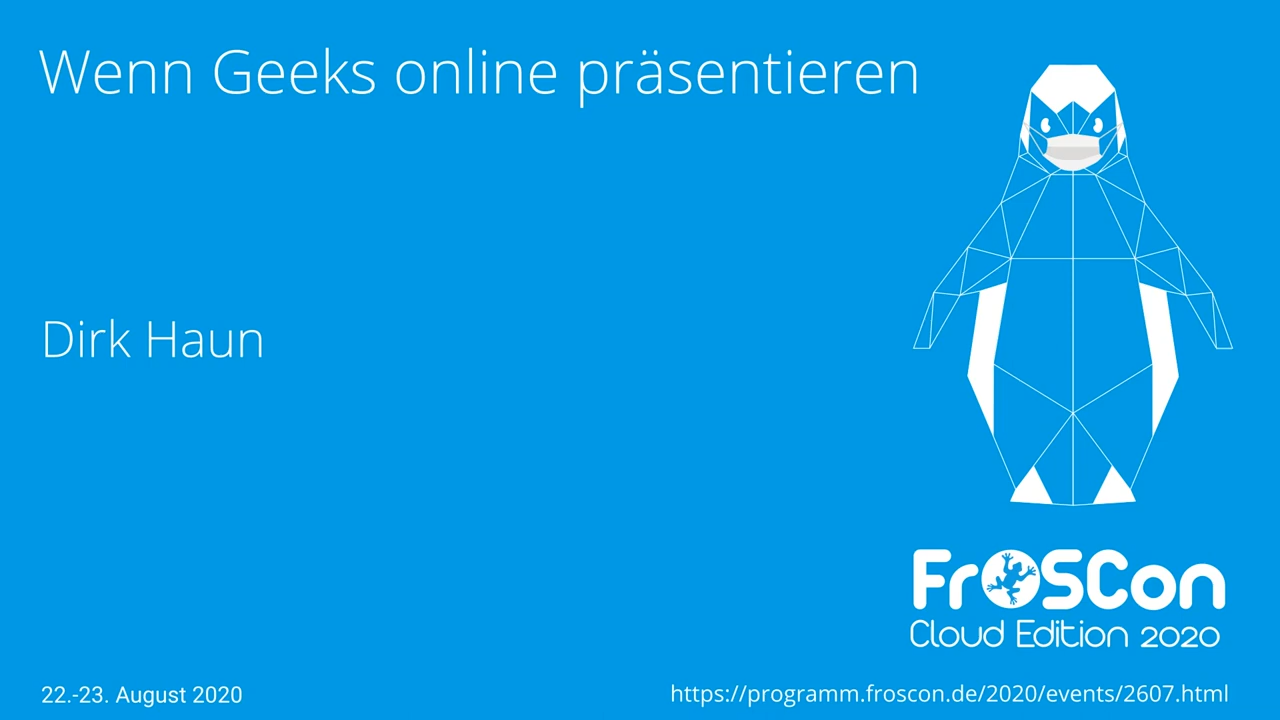 Wenn Geeks online präsentieren
Dirk Haun
FrOSCon
Cloud Edition 2020
22.-23. August 2020
https://programm.froscon.de/2020/events/2607.html